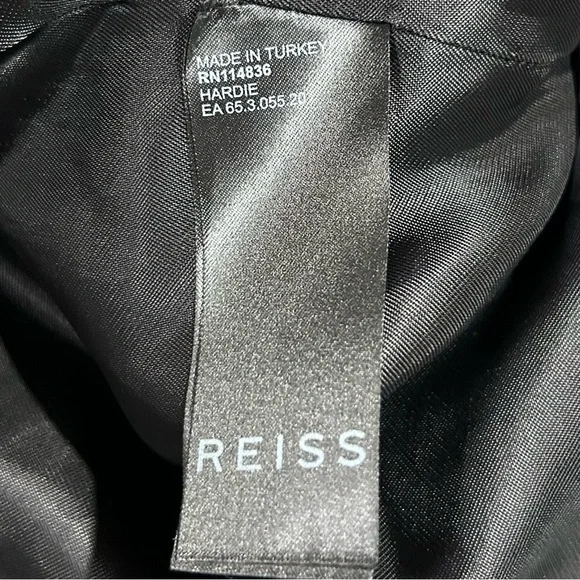 MADE IN TURKEY
RN114836
HARDIE
EA 65.3.055.20
REISS